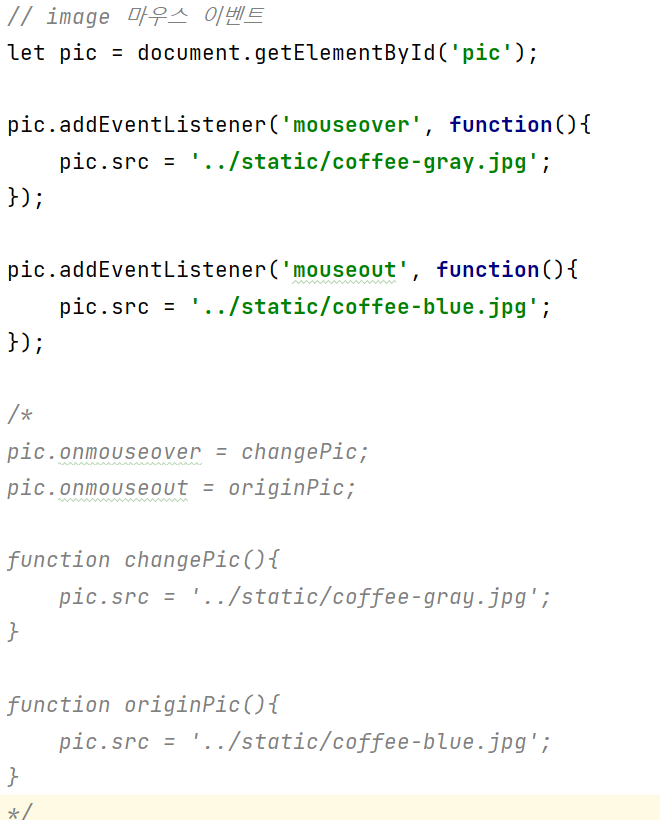 // image 마우스 이벤트
let pic = document.getElementById('pic');
pic.addEventListener('mouseover', function(){
    pic.src = '../static/coffee-gray.jpg';
});
pic.addEventListener('mouseout', function(){
    pic.src = '../static/coffee-blue.jpg';
});
/*
pic.onmouseover = changePic;
pic.onmouseout = originPic;
function changePic(){
    pic.src = '../static/coffee-gray.jpg';
}
function originPic(){
    pic.src = '../static/coffee-blue.jpg';
}
*/